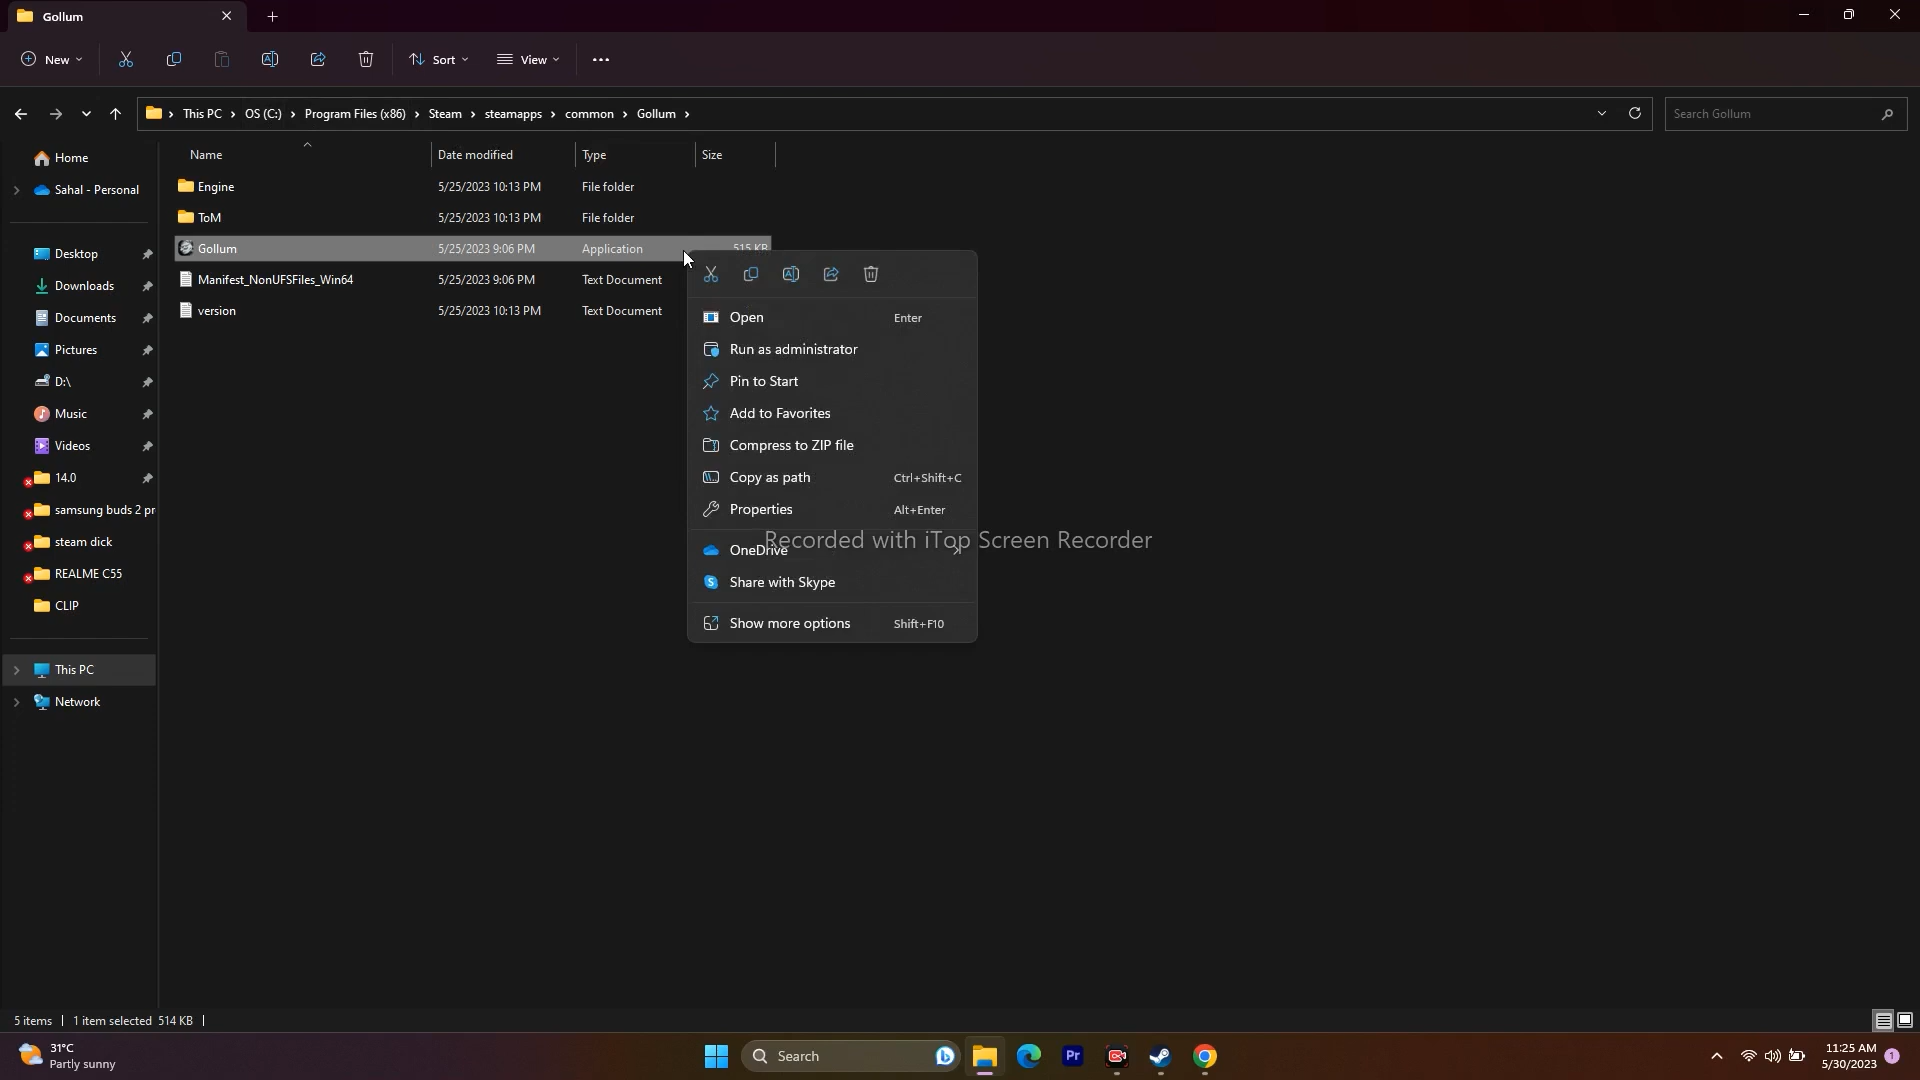 Gollum
New
Sort
View
This PC > OS (C:) > Program Files (x86) > Steam > steamapps > common > Gollum >
Search Gollum
Name Date modified Type Size
Home
Sahal - Personal
Desktop
Downloads
Documents
Pictures
D:\
Music
Videos
14.0
samsung buds 2 pr
steam dick
REALME C55
CLIP
This PC
Network
Engine 5/25/2023 10:13 PM File folder
ToM 5/25/2023 10:13 PM File folder
Gollum 5/25/2023 9:06 PM Application 515 KB
Manifest_NonUFSFiles_Win64 5/25/2023 9:06 PM Text Document
version 5/25/2023 10:13 PM Text Document
Open Enter
Run as administrator
Pin to Start
Add to Favorites
Compress to ZIP file
Copy as path Ctrl+Shift+C
Properties Alt+Enter
Recorded with iTop Screen Recorder
OneDrive
Share with Skype
Show more options Shift+F10
5 items 1 item selected 514 KB
31°C
Partly sunny
Search
Pr
11:25 AM
5/30/2023
1